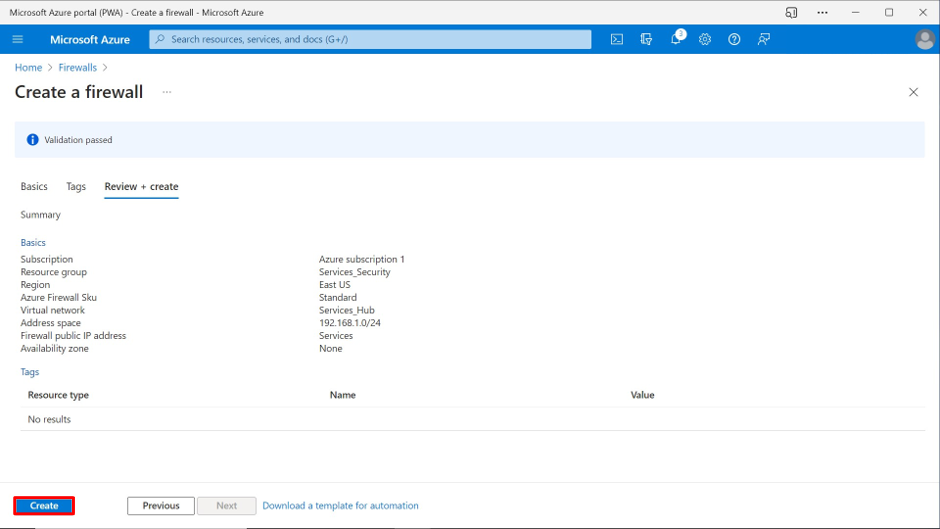 Microsoft Azure portal (PWA) - Create a firewall - Microsoft Azure
Microsoft Azure
Search resources, services, and docs (G+/)
3
Home > Firewalls >
Create a firewall ...
Validation passed
Basics Tags Review + create
Summary
Basics
Subscription Azure subscription 1
Resource group Services_Security
Region East US
Azure Firewall Sku Standard
Virtual network Services_Hub
Address space 192.168.1.0/24
Firewall public IP address Services
Availability zone None
Tags
Resource type Name Value
No results
Create Previous Next Download a template for automation